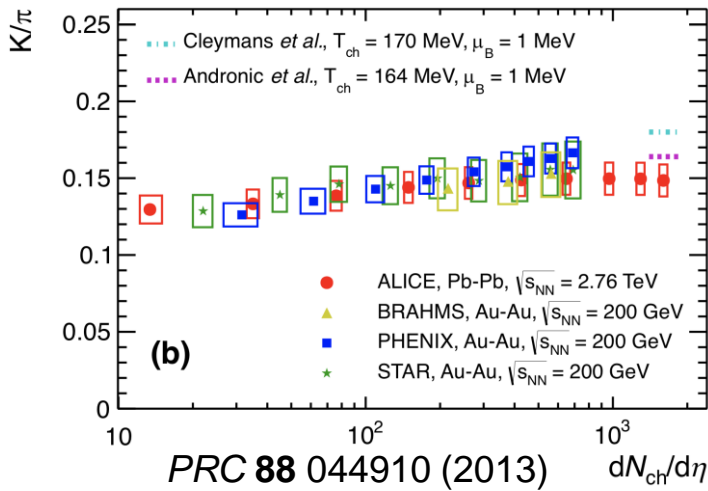 K/π
0.25
0.2
0.15
0.1
0.05
0
Cleymans et al., T_ch = 170 MeV, μ_B = 1 MeV
Andronic et al., T_ch = 164 MeV, μ_B = 1 MeV
ALICE, Pb-Pb, √s_NN = 2.76 TeV
BRAHMS, Au-Au, √s_NN = 200 GeV
PHENIX, Au-Au, √s_NN = 200 GeV
STAR, Au-Au, √s_NN = 200 GeV
(b)
10 10² 10³
PRC 88 044910 (2013) dN_ch/dη